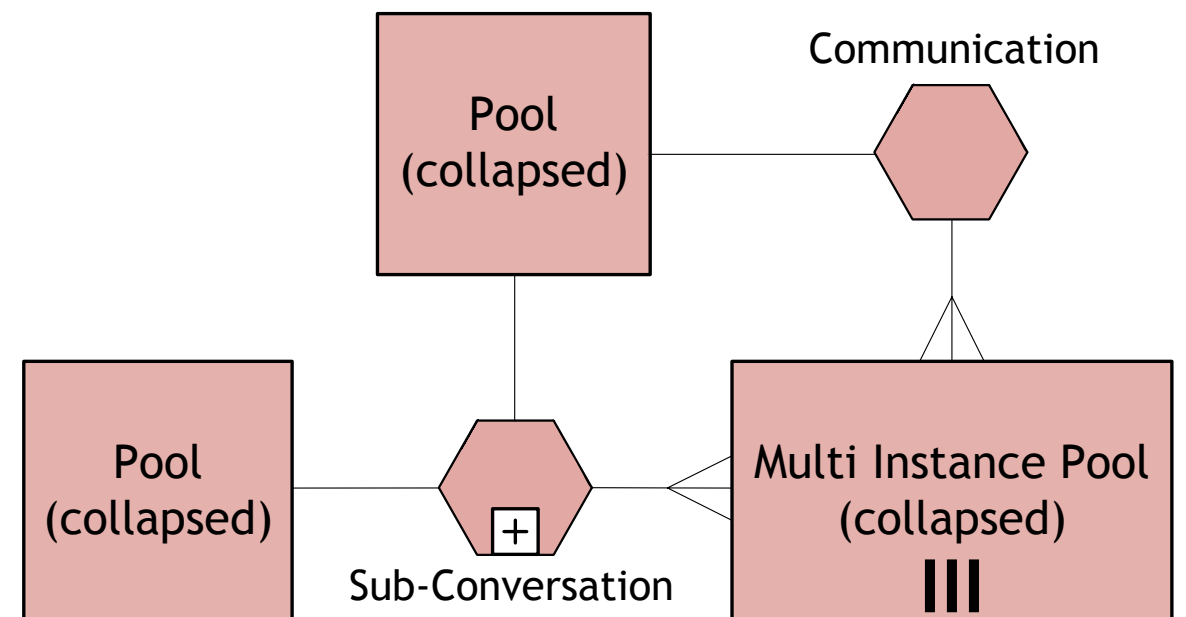 Communication
Pool
(collapsed)
Pool
(collapsed)
Multi Instance Pool
(collapsed)
+
Sub-Conversation